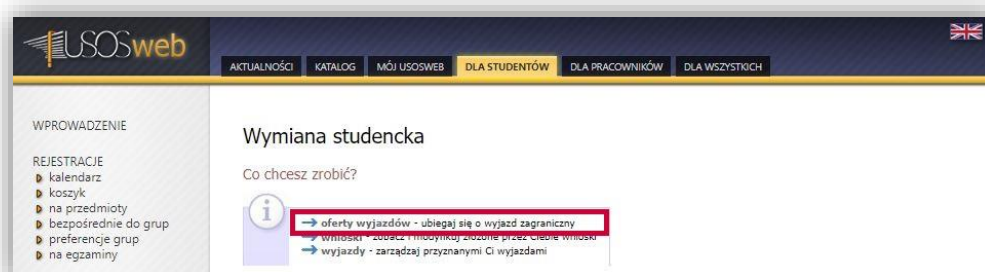 USOSweb
AKTUALNOŚCI KATALOG MÓJ USOSWEB DLA STUDENTÓW DLA PRACOWNIKÓW DLA WSZYSTKICH
WPROWADZENIE
REJESTRACJE
kalendarz
koszyk
na przedmioty
bezpośrednie do grup
preferencje grup
na egzaminy
Wymiana studencka
Co chcesz zrobić?
i
→ oferty wyjazdów - ubiegaj się o wyjazd zagraniczny
→ wnioski - zobacz i modyfikuj złożone przez Ciebie wnioski
→ wyjazdy - zarządzaj przyznanymi Ci wyjazdami